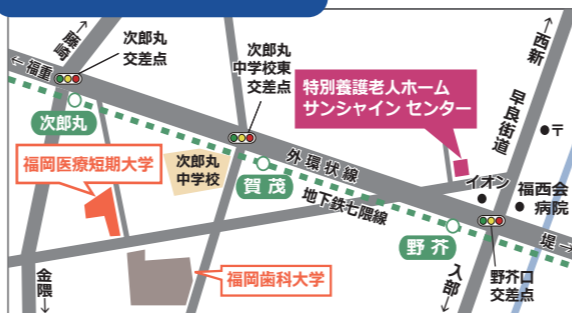 ↑藤崎
←福重
次郎丸
交差点
次郎丸
中学校東
交差点
特別養護老人ホーム
サンシャイン センター
↑西新
早良街道
〒
次郎丸
福岡医療短期大学
次郎丸
中学校
賀茂
外環状線
地下鉄七隈線
イオン
福西会
病院
野芥
堤→
野芥口
交差点
入部↓
金隈↓
福岡歯科大学